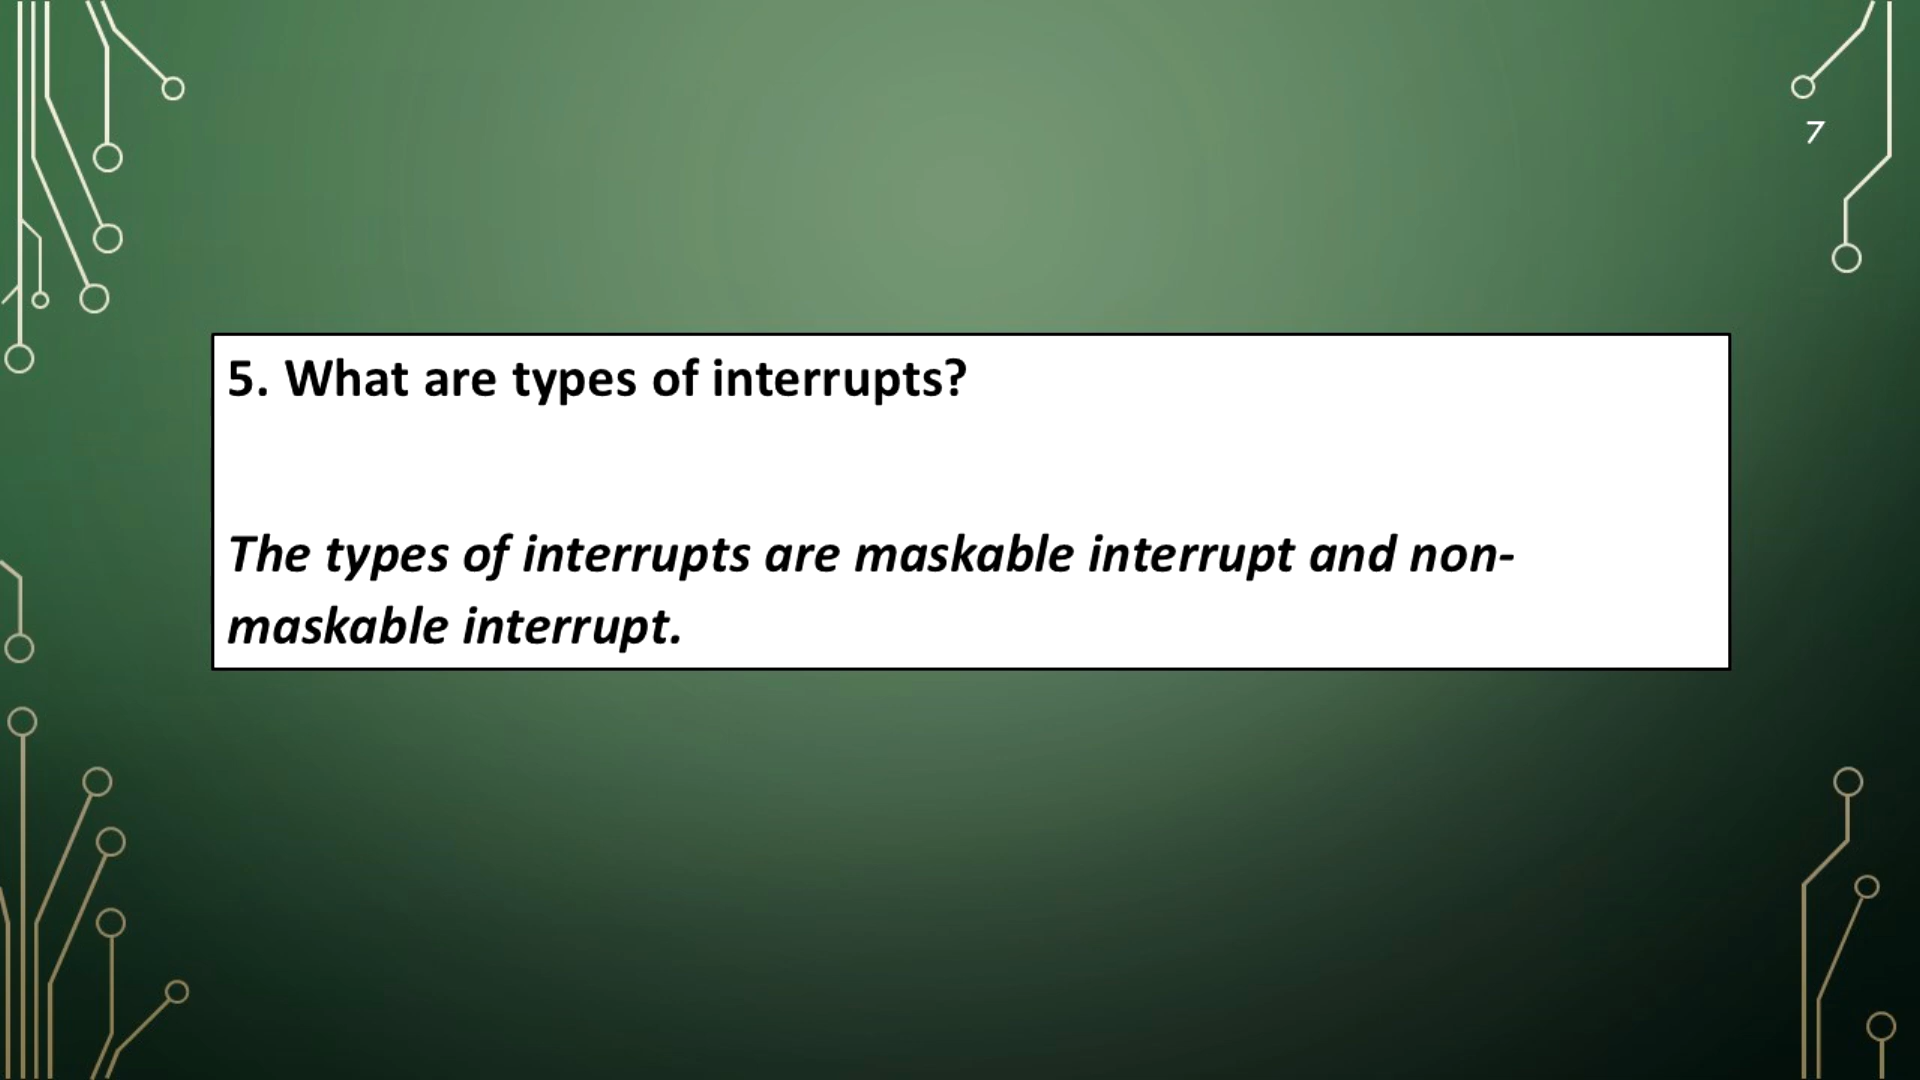 7
5. What are types of interrupts?
The types of interrupts are maskable interrupt and non-
maskable interrupt.